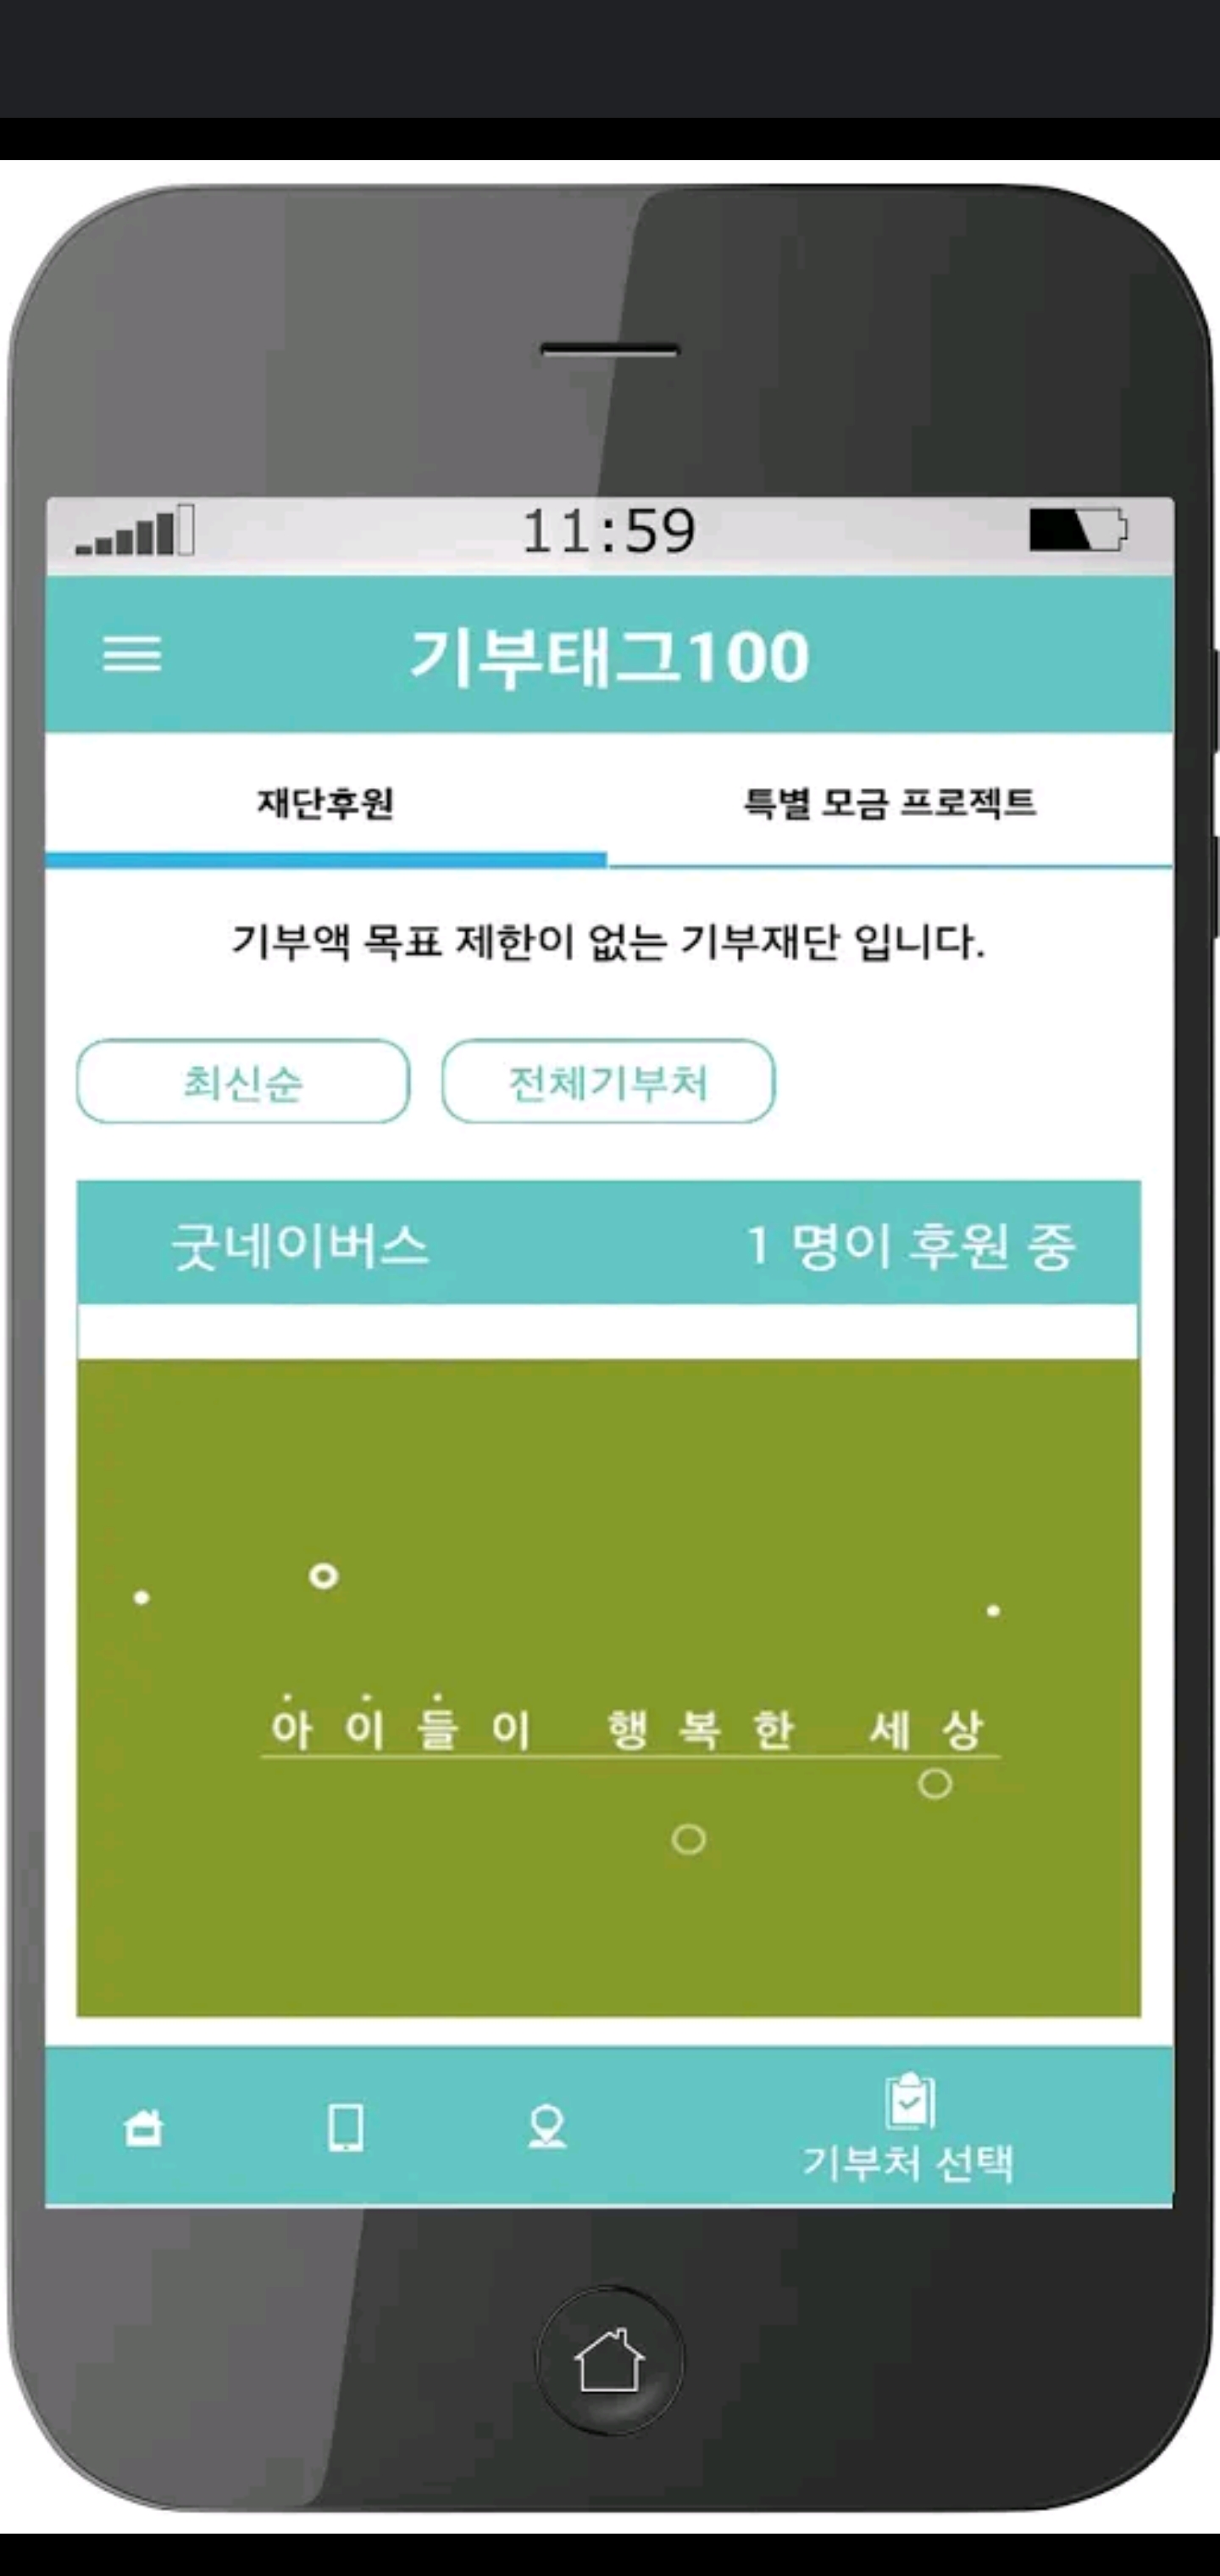 11:59
기부태그100
재단후원 특별 모금 프로젝트
기부액 목표 제한이 없는 기부재단 입니다.
최신순 전체기부처
굿네이버스 1 명이 후원 중
아이들이 행복한 세상
기부처 선택